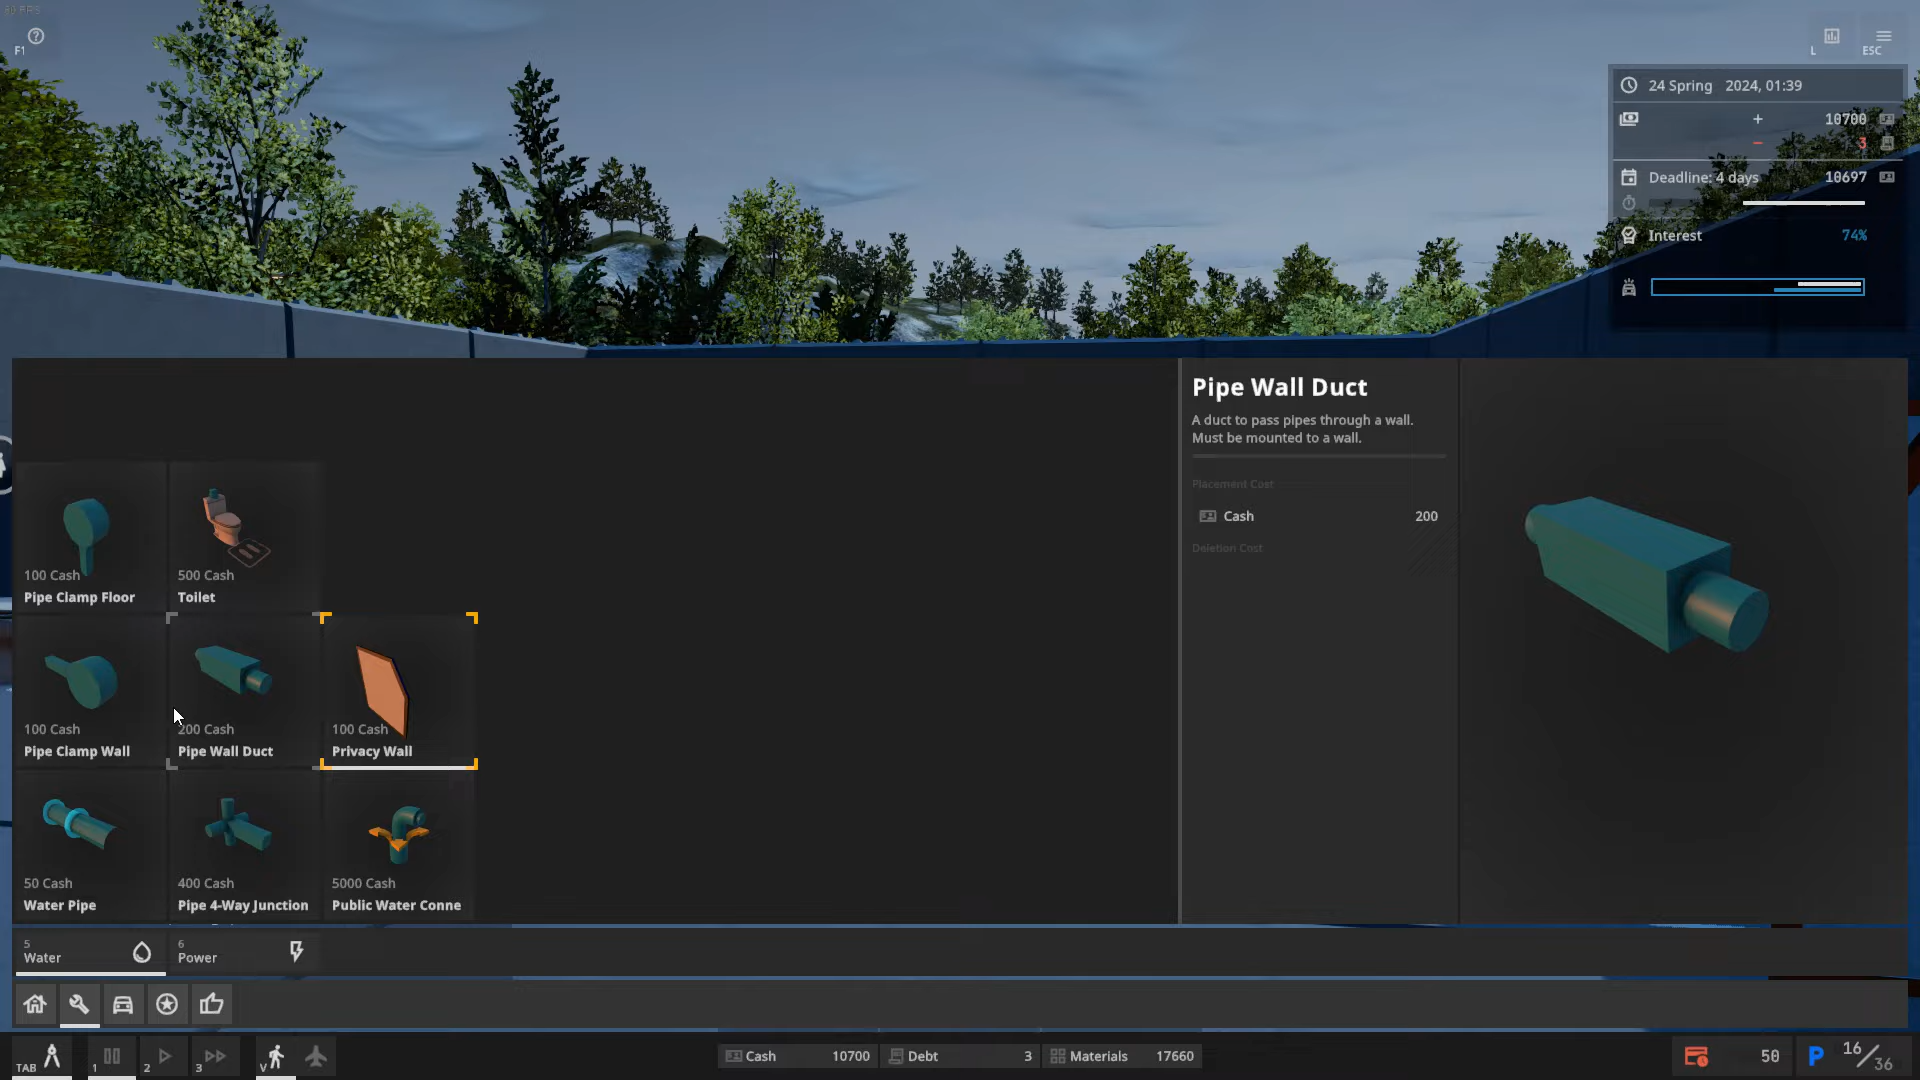 30 FPS
F1
L
ESC
24 Spring 2024, 01:39
+ 10700
− 3
Deadline: 4 days 10697
Interest 74%
Pipe Wall Duct
A duct to pass pipes through a wall.
Must be mounted to a wall.
Placement Cost
Cash 200
Deletion Cost
100 Cash
Pipe Clamp Floor
500 Cash
Toilet
100 Cash
Pipe Clamp Wall
200 Cash
Pipe Wall Duct
100 Cash
Privacy Wall
50 Cash
Water Pipe
400 Cash
Pipe 4-Way Junction
5000 Cash
Public Water Conne
5
Water
6
Power
TAB
1
2
3
V
Cash 10700
Debt 3
Materials 17660
50
P 16/36